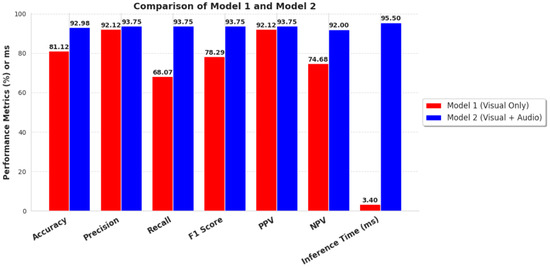 Comparison of Model 1 and Model 2
Performance Metrics (%) or ms
100
80
60
40
20
0
81.12
92.98
92.12
93.75
68.07
93.75
78.29
93.75
92.12
93.75
74.68
92.00
3.40
95.50
Accuracy
Precision
Recall
F1 Score
PPV
NPV
Inference Time (ms)
Model 1 (Visual Only)
Model 2 (Visual + Audio)